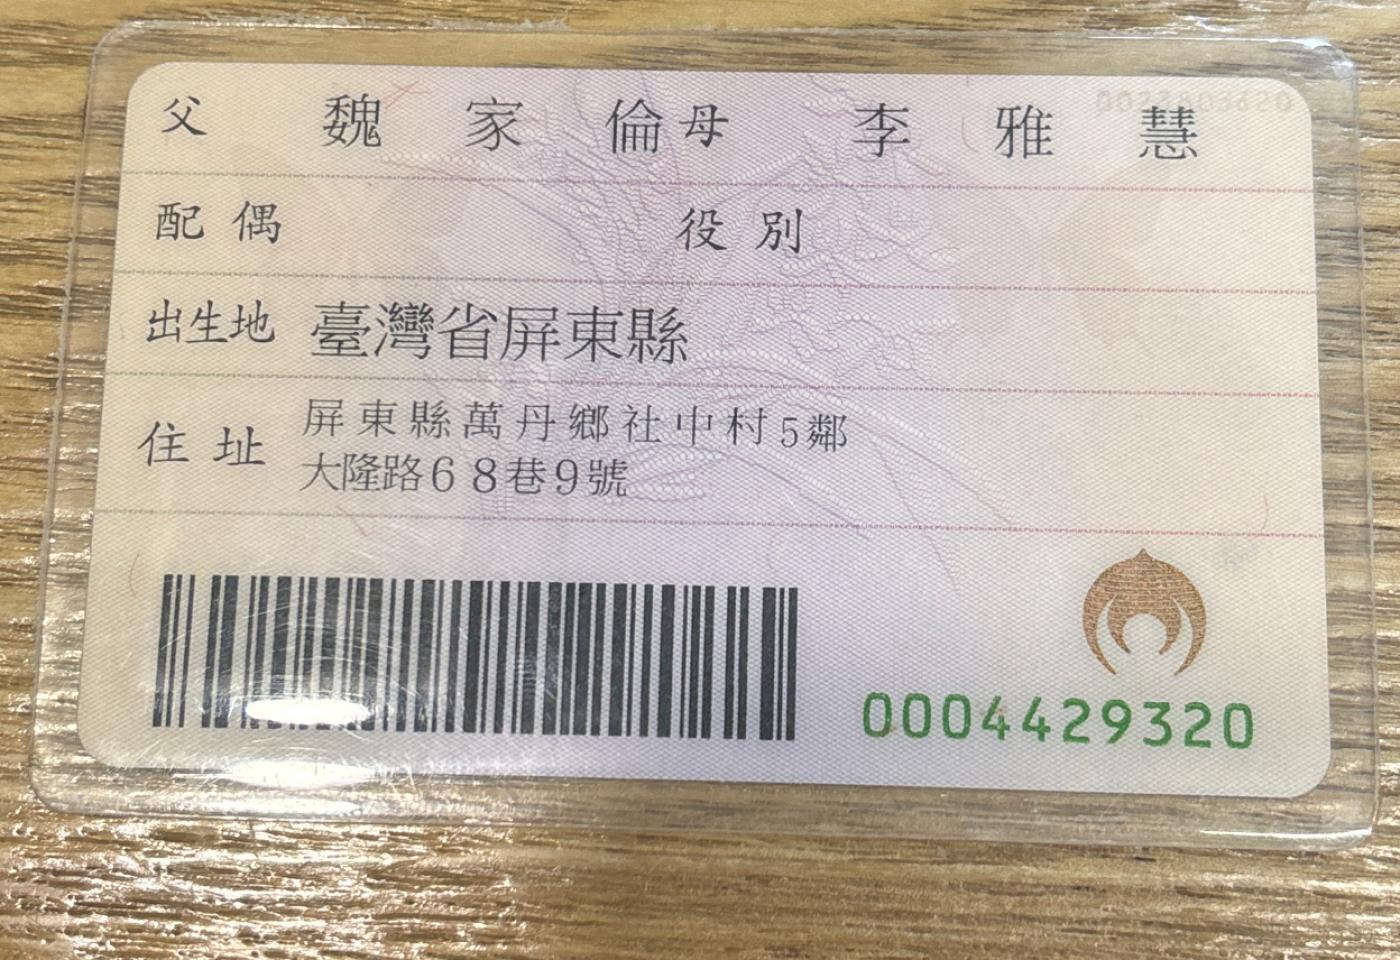 父 魏家倫 母 李雅慧
配偶 役別
出生地 臺灣省屏東縣
住址 屏東縣萬丹鄉社中村5鄰
大隆路68巷9號
0004429320